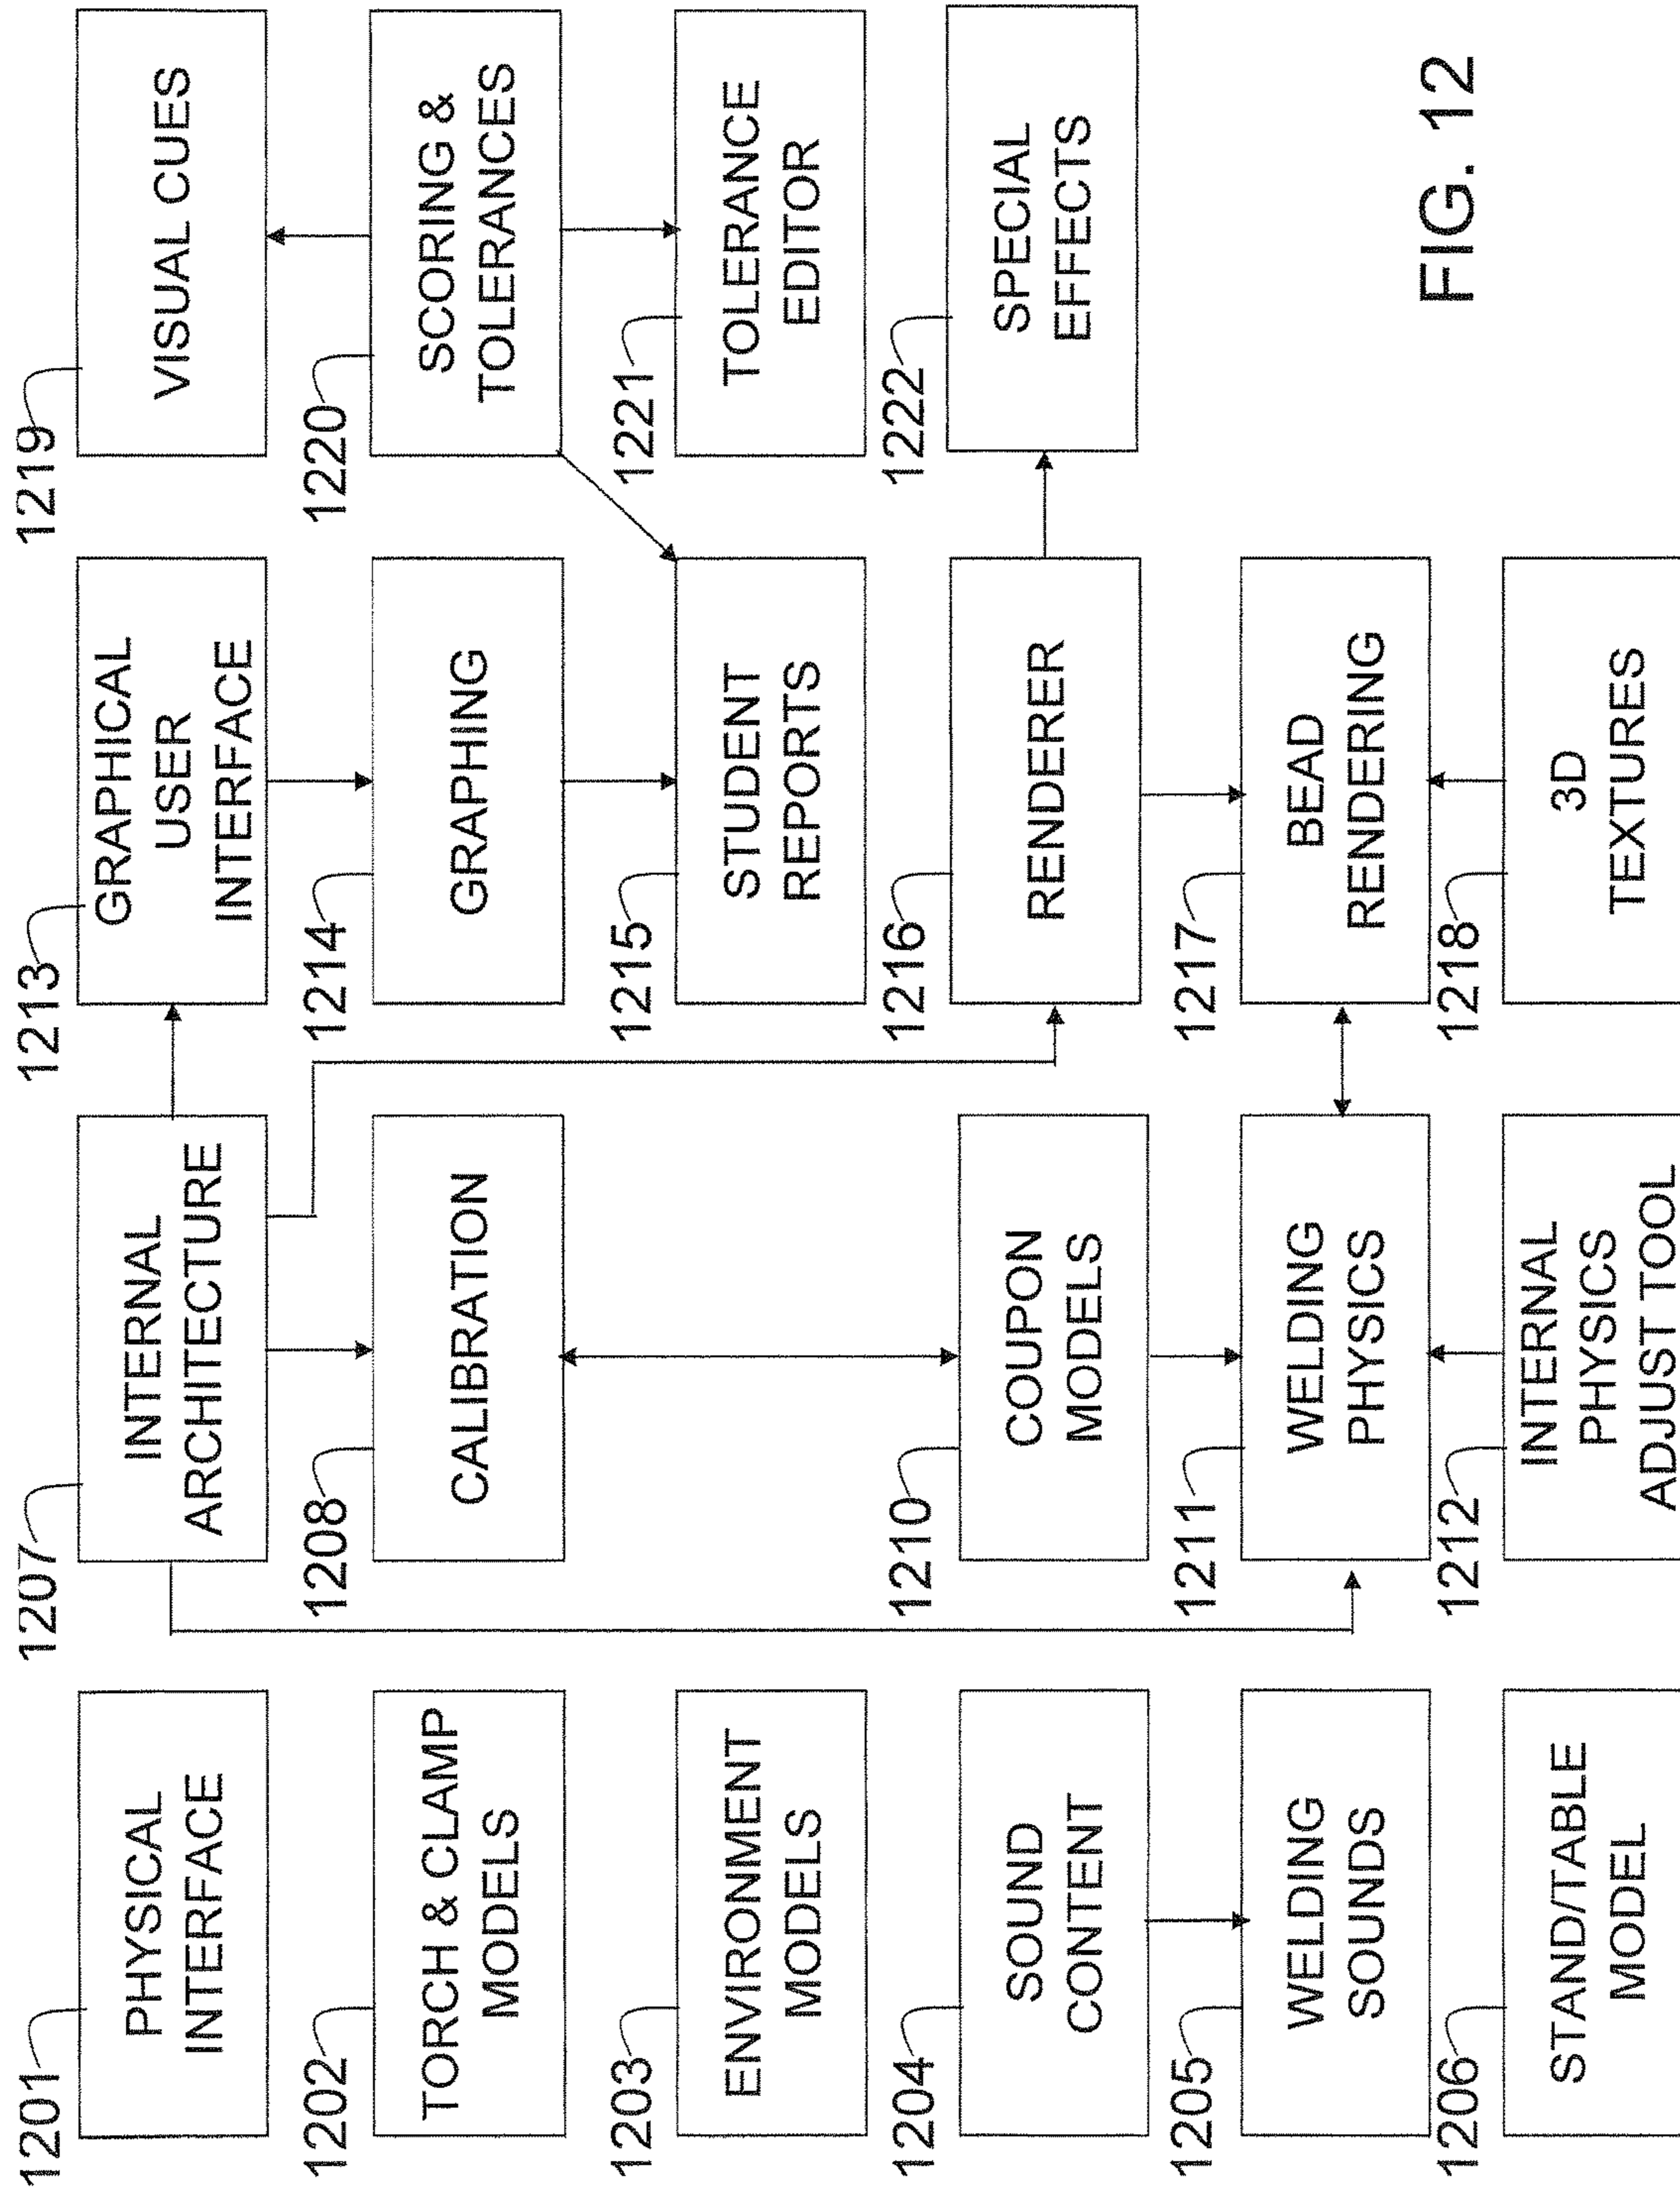 1201
PHYSICAL
INTERFACE
1202
TORCH & CLAMP
MODELS
1203
ENVIRONMENT
MODELS
1204
SOUND
CONTENT
1205
WELDING
SOUNDS
1206
STAND/TABLE
MODEL
1207
INTERNAL
ARCHITECTURE
1208
CALIBRATION
1210
COUPON
MODELS
1211
WELDING
PHYSICS
1212
INTERNAL
PHYSICS
ADJUST TOOL
1213
GRAPHICAL
USER
INTERFACE
1214
GRAPHING
1215
STUDENT
REPORTS
1216
RENDERER
1217
BEAD
RENDERING
1218
3D
TEXTURES
1219
VISUAL CUES
1220
SCORING &
TOLERANCES
1221
TOLERANCE
EDITOR
1222
SPECIAL
EFFECTS
FIG. 12